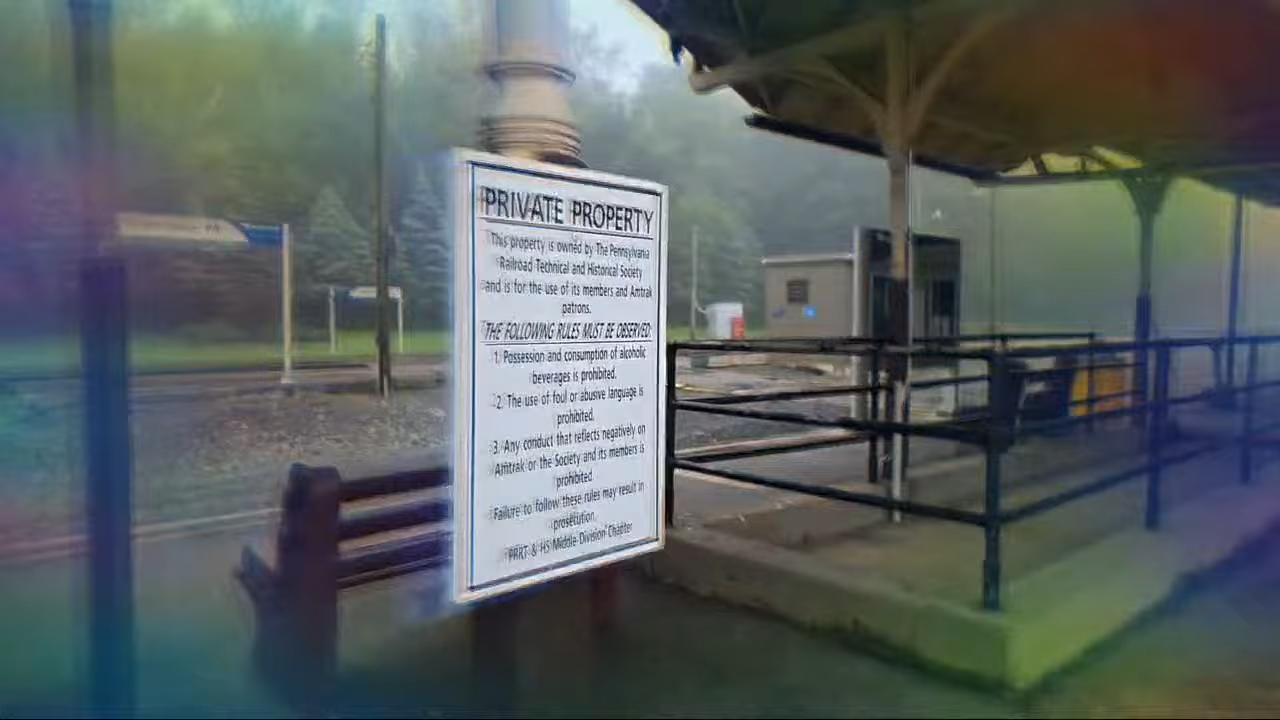 PRIVATE PROPERTY
This property is owned by The Pennsylvania
Railroad Technical and Historical Society
and is for the use of its members and Amtrak
patrons.
THE FOLLOWING RULES MUST BE OBSERVED:
1. Possession and consumption of alcoholic
beverages is prohibited.
2. The use of foul or abusive language is
prohibited.
3. Any conduct that reflects negatively on
Amtrak or the Society and its members is
prohibited
Failure to follow these rules may result in
prosecution.
PRRT & HS Middle Division Chapter